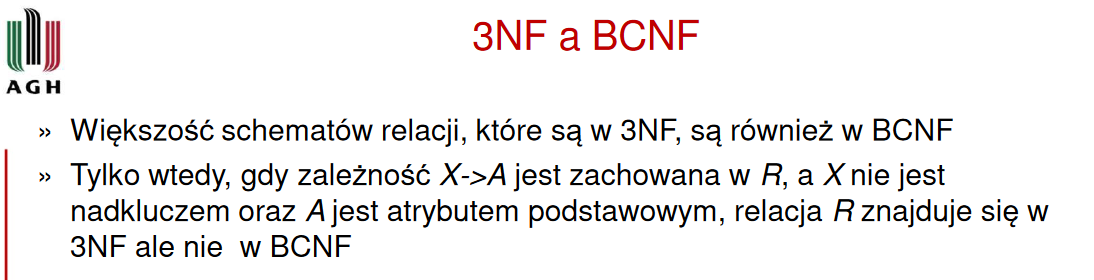 3NF a BCNF
AGH
» Większość schematów relacji, które są w 3NF, są również w BCNF
» Tylko wtedy, gdy zależność X->A jest zachowana w R, a X nie jest
nadkluczem oraz A jest atrybutem podstawowym, relacja R znajduje się w
3NF ale nie w BCNF